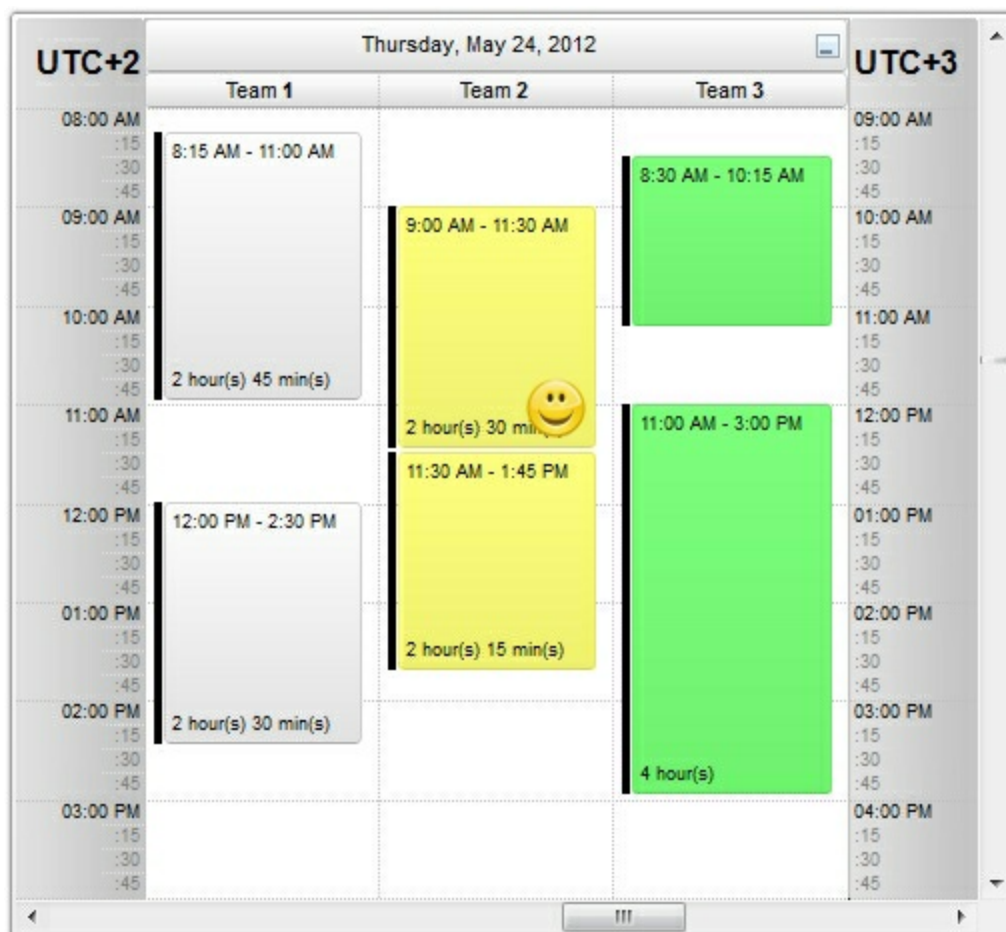 UTC+2
Thursday, May 24, 2012
UTC+3
Team 1
Team 2
Team 3
08:00 AM
:15
:30
:45
09:00 AM
:15
:30
:45
10:00 AM
:15
:30
:45
11:00 AM
:15
:30
:45
12:00 PM
:15
:30
:45
01:00 PM
:15
:30
:45
02:00 PM
:15
:30
:45
03:00 PM
:15
:30
:45
8:15 AM - 11:00 AM
2 hour(s) 45 min(s)
12:00 PM - 2:30 PM
2 hour(s) 30 min(s)
9:00 AM - 11:30 AM
2 hour(s) 30
11:30 AM - 1:45 PM
2 hour(s) 15 min(s)
8:30 AM - 10:15 AM
11:00 AM - 3:00 PM
4 hour(s)
09:00 AM
:15
:30
:45
10:00 AM
:15
:30
:45
11:00 AM
:15
:30
:45
12:00 PM
:15
:30
:45
01:00 PM
:15
:30
:45
02:00 PM
:15
:30
:45
03:00 PM
:15
:30
:45
04:00 PM
:15
:30
:45